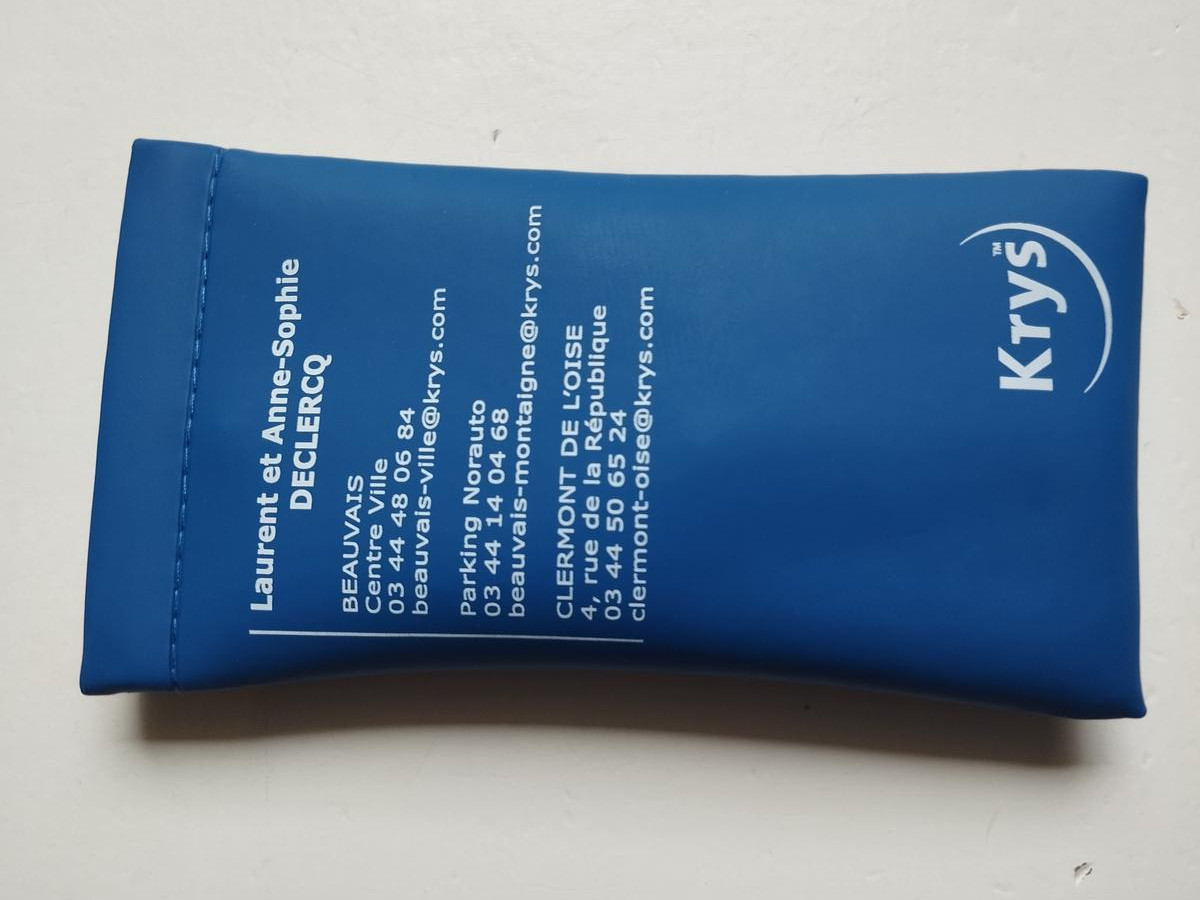 Laurent et Anne-Sophie
DECLERCQ
BEAUVAIS
Centre Ville
03 44 48 06 84
beauvais-ville@krys.com
Parking Norauto
03 44 14 04 68
beauvais-montaigne@krys.com
CLERMONT DE L'OISE
4, rue de la République
03 44 50 65 24
clermont-oise@krys.com
Krys™